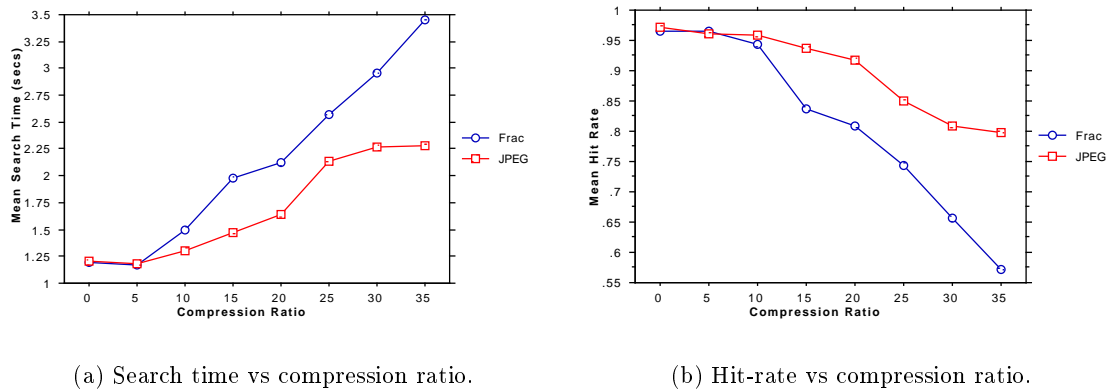 3.5
3.25
3
2.75
2.5
2.25
2
1.75
1.5
1.25
1
Mean Search Time (secs)
0 5 10 15 20 25 30 35
Compression Ratio
Frac
JPEG
(a) Search time vs compression ratio.
1
.95
.9
.85
.8
.75
.7
.65
.6
.55
Mean Hit Rate
0 5 10 15 20 25 30 35
Compression Ratio
Frac
JPEG
(b) Hit-rate vs compression ratio.